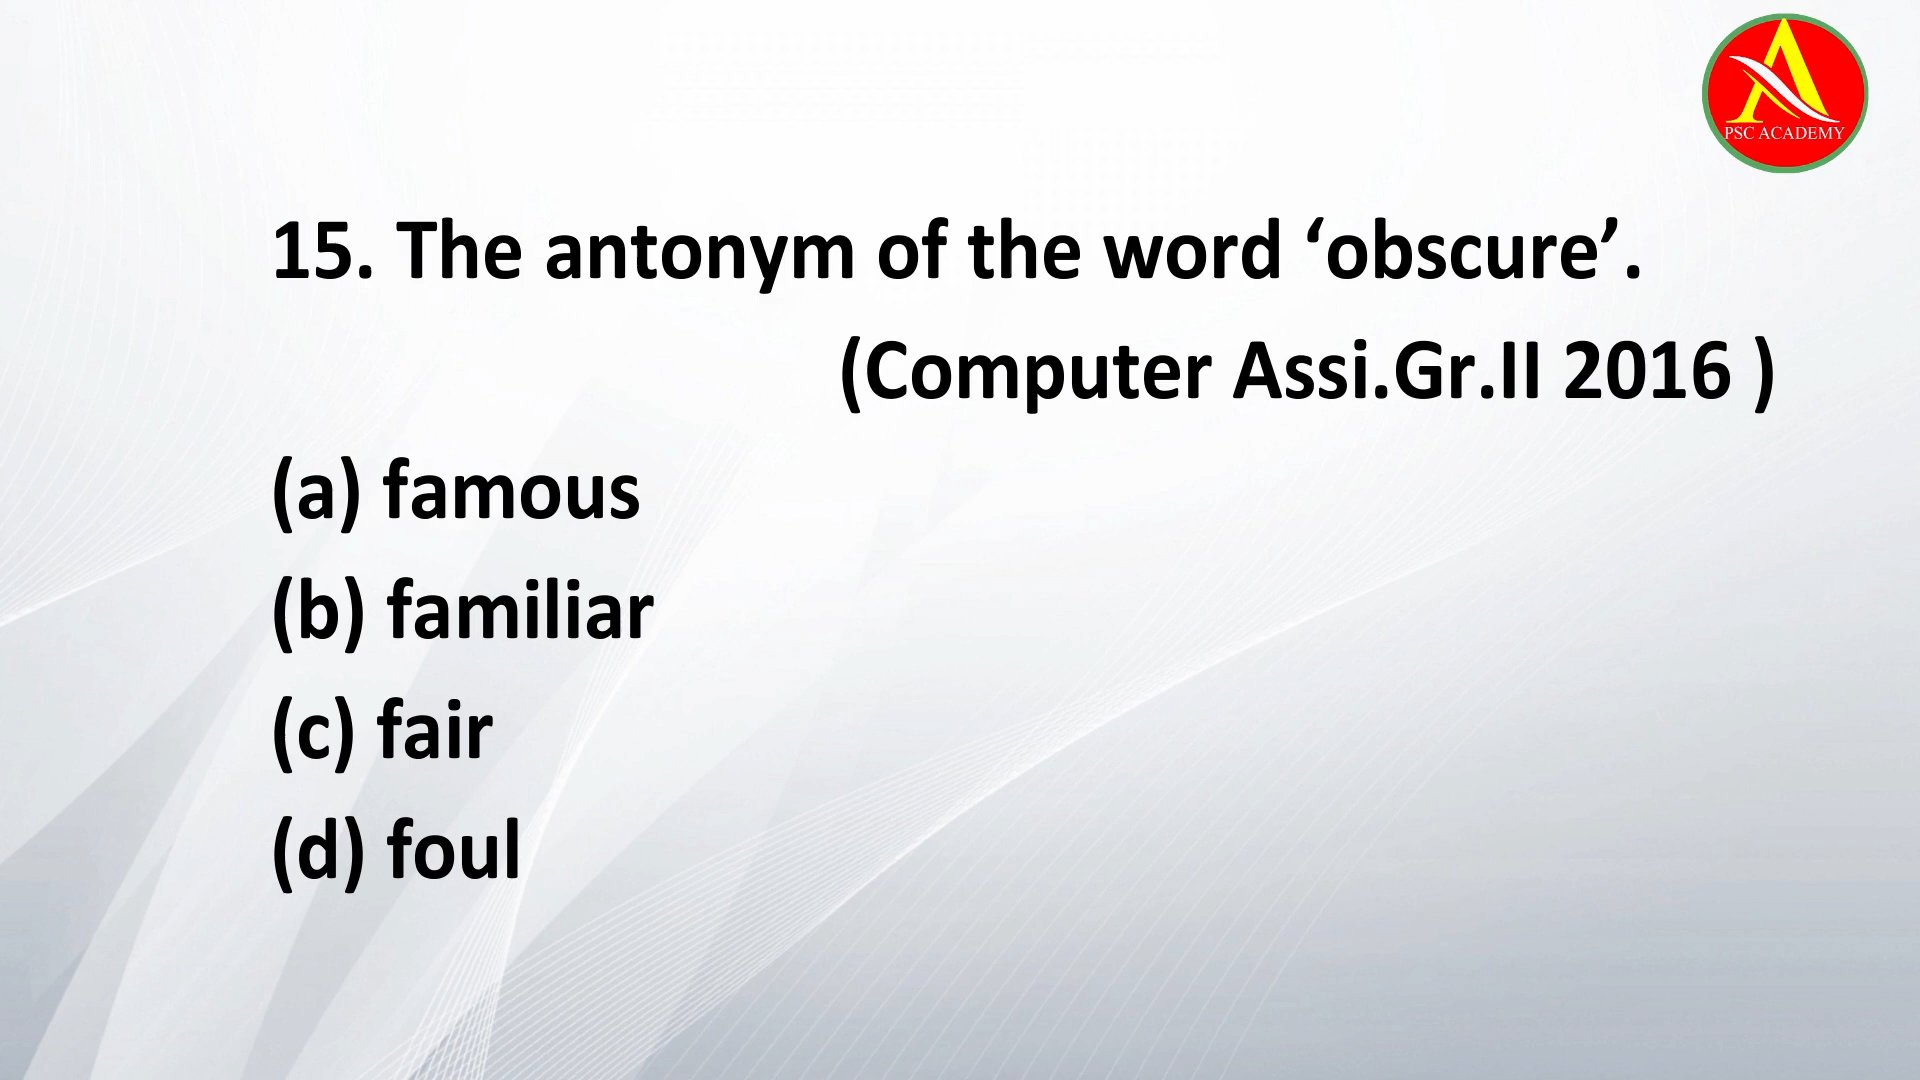 PSC ACADEMY
15. The antonym of the word ‘obscure’.
(Computer Assi.Gr.II 2016 )
(a) famous
(b) familiar
(c) fair
(d) foul